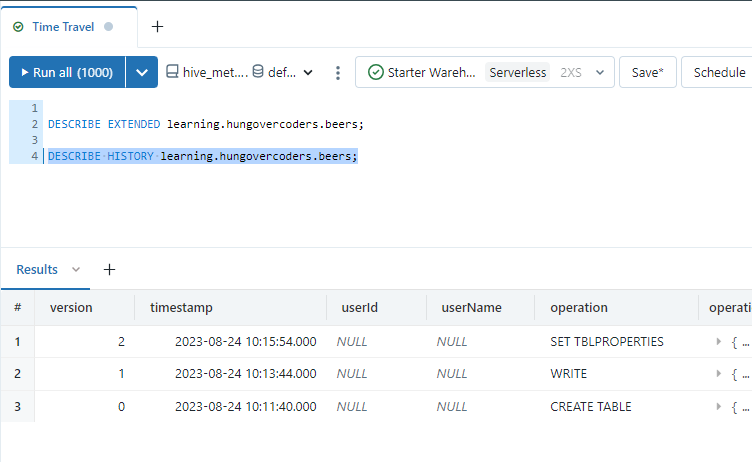 Time Travel
Run all (1000) hive_met.... def... Starter Wareh... Serverless 2XS Save* Schedule
1
2 DESCRIBE EXTENDED learning.hungovercoders.beers;
3
4 DESCRIBE HISTORY learning.hungovercoders.beers;
Results
# version timestamp userId userName operation operati
1 2 2023-08-24 10:15:54.000 NULL NULL SET TBLPROPERTIES { ...
2 1 2023-08-24 10:13:44.000 NULL NULL WRITE { ...
3 0 2023-08-24 10:11:40.000 NULL NULL CREATE TABLE { ...